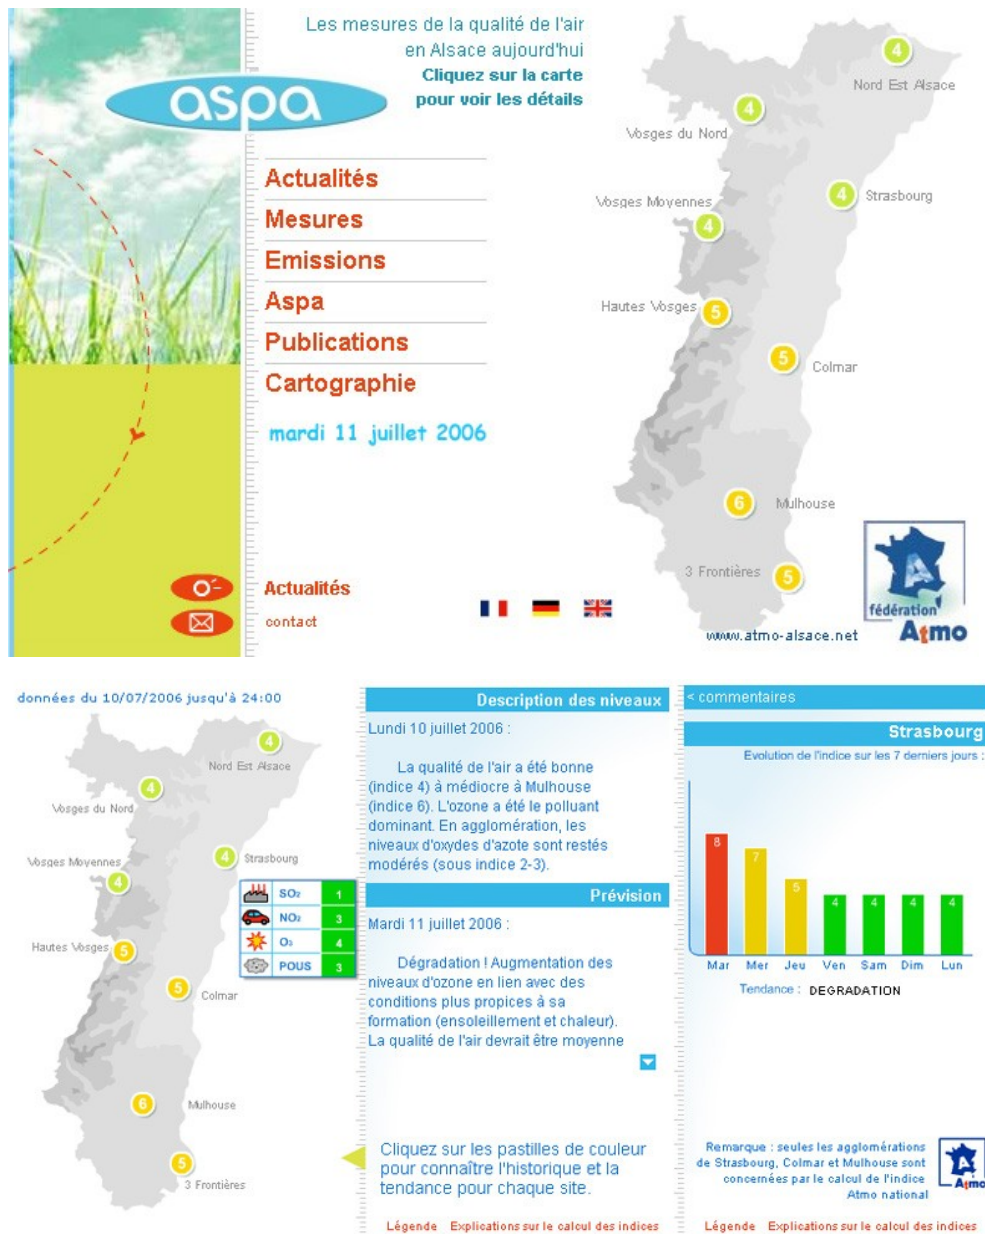 Les mesures de la qualité de l'air
en Alsace aujourd'hui
Cliquez sur la carte
pour voir les détails
aspa
Actualités
Mesures
Emissions
Aspa
Publications
Cartographie
mardi 11 juillet 2006
Actualités
contact
4
Nord Est Alsace
4
Vosges du Nord
4
Strasbourg
Vosges Moyennes
4
Hautes Vosges
5
5
Colmar
6
Mulhouse
3 Frontières
5
www.atmo-alsace.net
A
fédération
Atmo
données du 10/07/2006 jusqu'à 24:00
4
Nord Est Alsace
4
Vosges du Nord
4
Strasbourg
Vosges Moyennes
4
SO2 1
NO2 3
O3 4
POUS 3
Hautes Vosges
5
5
Colmar
6
Mulhouse
5
3 Frontières
Description des niveaux
Lundi 10 juillet 2006 :
La qualité de l'air a été bonne
(indice 4) à médiocre à Mulhouse
(indice 6). L'ozone a été le polluant
dominant. En agglomération, les
niveaux d'oxydes d'azote sont restés
modérés (sous indice 2-3).
Prévision
Mardi 11 juillet 2006 :
Dégradation ! Augmentation des
niveaux d'ozone en lien avec des
conditions plus propices à sa
formation (ensoleillement et chaleur).
La qualité de l'air devrait être moyenne
Cliquez sur les pastilles de couleur
pour connaître l'historique et la
tendance pour chaque site.
Légende Explications sur le calcul des indices
< commentaires
Strasbourg
Evolution de l'indice sur les 7 derniers jours :
8 7 5 4 4 4 4
Mar Mer Jeu Ven Sam Dim Lun
Tendance : DEGRADATION
Remarque : seules les agglomérations
de Strasbourg, Colmar et Mulhouse sont
concernées par le calcul de l'indice
Atmo national
A
Atmo
Légende Explications sur le calcul des indices